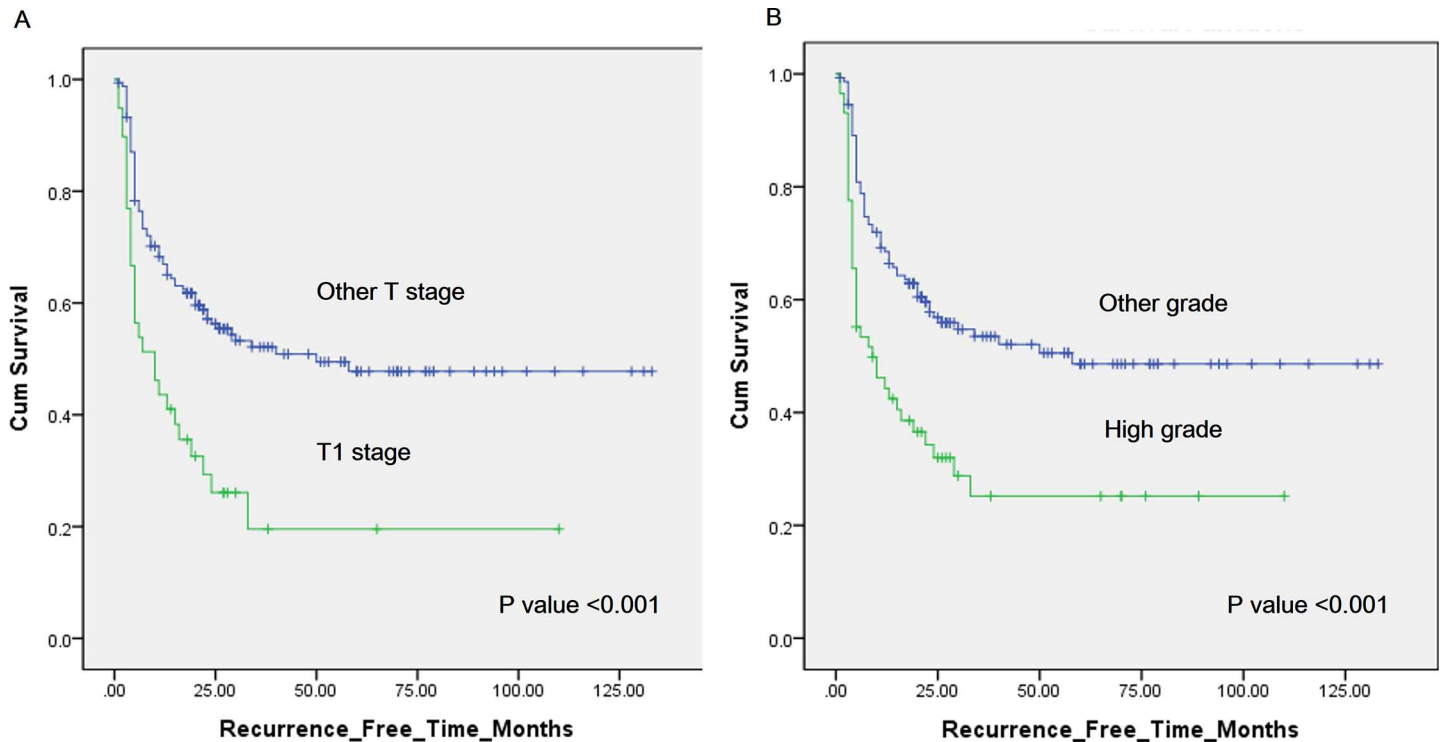 A
1.0
0.8
0.6
0.4
0.2
0.0
Cum Survival
Other T stage
T1 stage
P value <0.001
.00 25.00 50.00 75.00 100.00 125.00
Recurrence_Free_Time_Months
B
1.0
0.8
0.6
0.4
0.2
0.0
Cum Survival
Other grade
High grade
P value <0.001
.00 25.00 50.00 75.00 100.00 125.00
Recurrence_Free_Time_Months